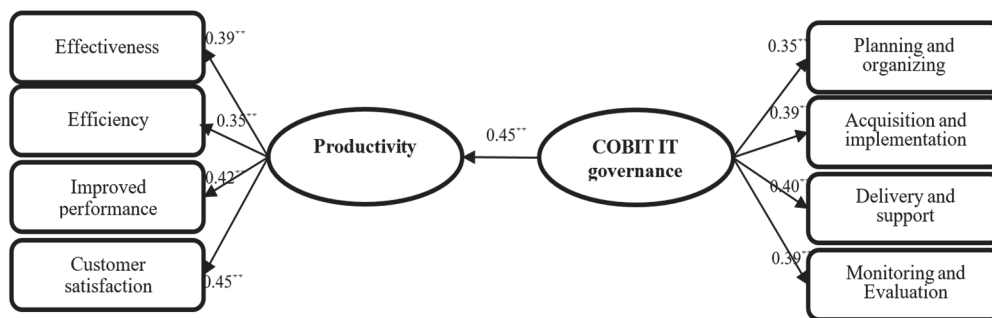 Effectiveness
0.39**
Efficiency
0.35**
Improved
performance
0.42**
Customer
satisfaction
0.45**
Productivity
0.45**
COBIT IT
governance
0.35**
Planning and
organizing
0.39**
Acquisition and
implementation
0.40**
Delivery and
support
0.39**
Monitoring and
Evaluation